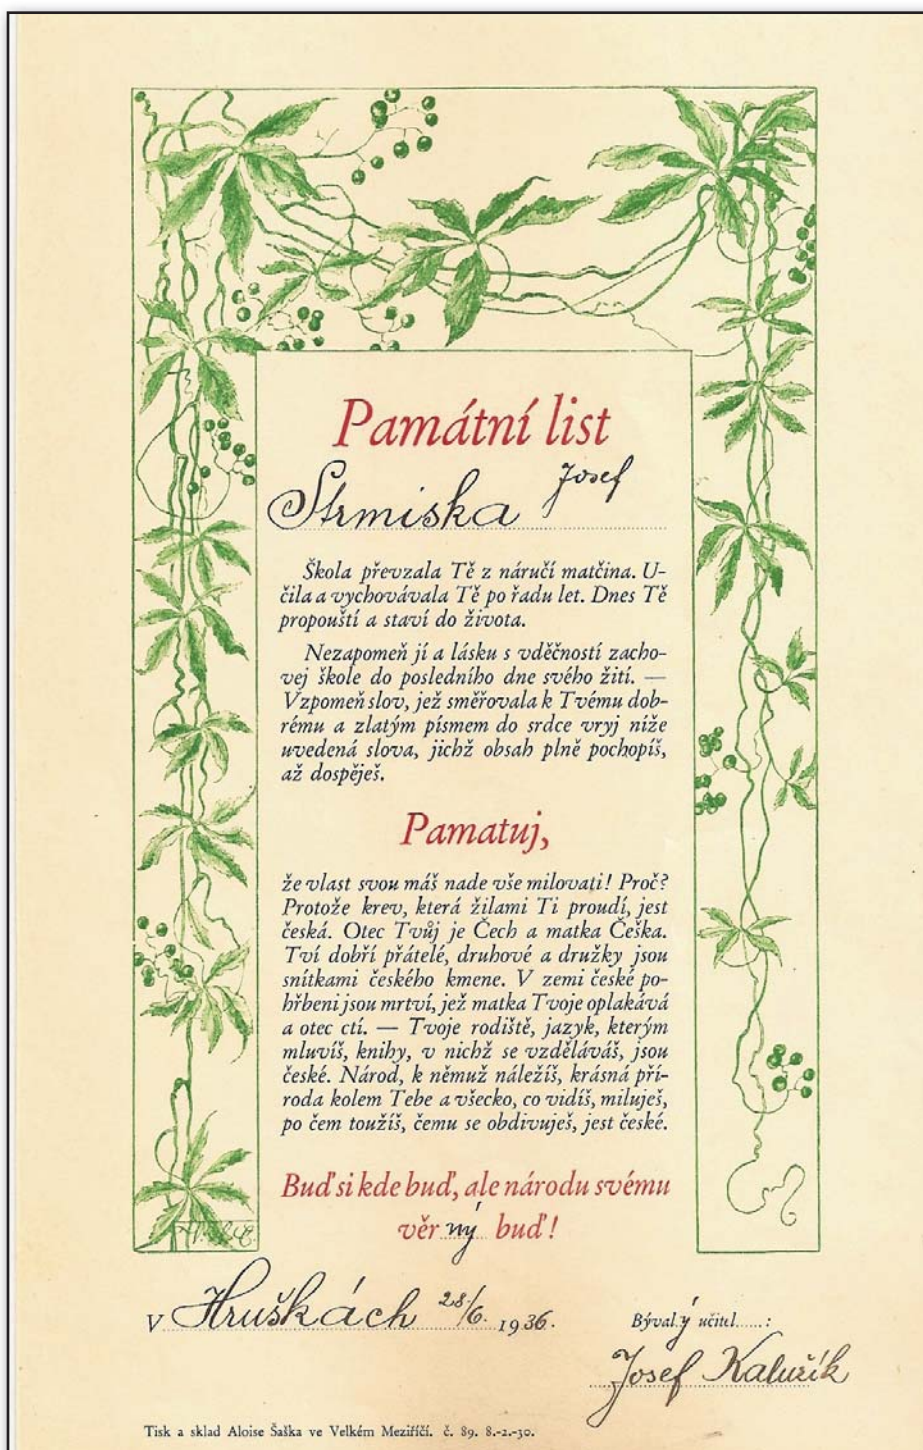 Památní list
Strmiska Josef
Škola převzala Tě z náručí matčina. U-
čila a vychovávala Tě po řadu let. Dnes Tě
propouští a staví do života.
Nezapomeň jí a lásku s vděčností zacho-
vej škole do posledního dne svého žití. —
Vzpomeň slov, jež směřovala k Tvému dob-
rému a zlatým písmem do srdce vryj níže
uvedená slova, jichž obsah plně pochopíš,
až dospěješ.
Pamatuj,
že vlast svou máš nade vše milovati! Proč?
Protože krev, která žilami Ti proudí, jest
česká. Otec Tvůj je Čech a matka Češka.
Tví dobří přátelé, druhové a družky jsou
snítkami českého kmene. V zemi české po-
hřbeni jsou mrtví, jež matka Tvoje oplakává
a otec ctí. — Tvoje rodiště, jazyk, kterým
mluvíš, knihy, v nichž se vzděláváš, jsou
české. Národ, k němuž náležíš, krásná pří-
roda kolem Tebe a všecko, co vidíš, miluješ,
po čem toužíš, čemu se obdivuješ, jest české.
Buď si kde buď, ale národu svému
věrný buď!
V Hruškách 28/6. 1936.
Bývalý učitel......:
Josef Kaluřík
Tisk a sklad Aloise Šaška ve Velkém Meziříčí. č. 89. 8.-2.-30.